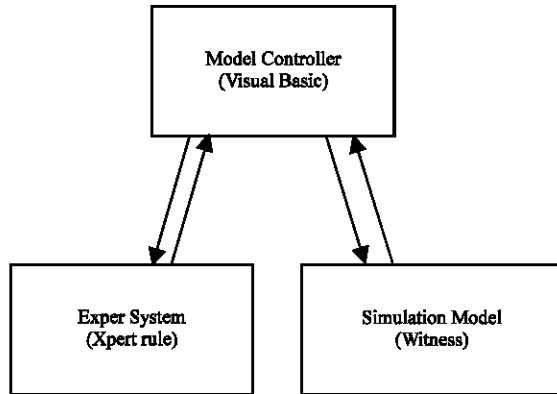 Model Controller
(Visual Basic)
Exper System
(Xpert rule)
Simulation Model
(Witness)